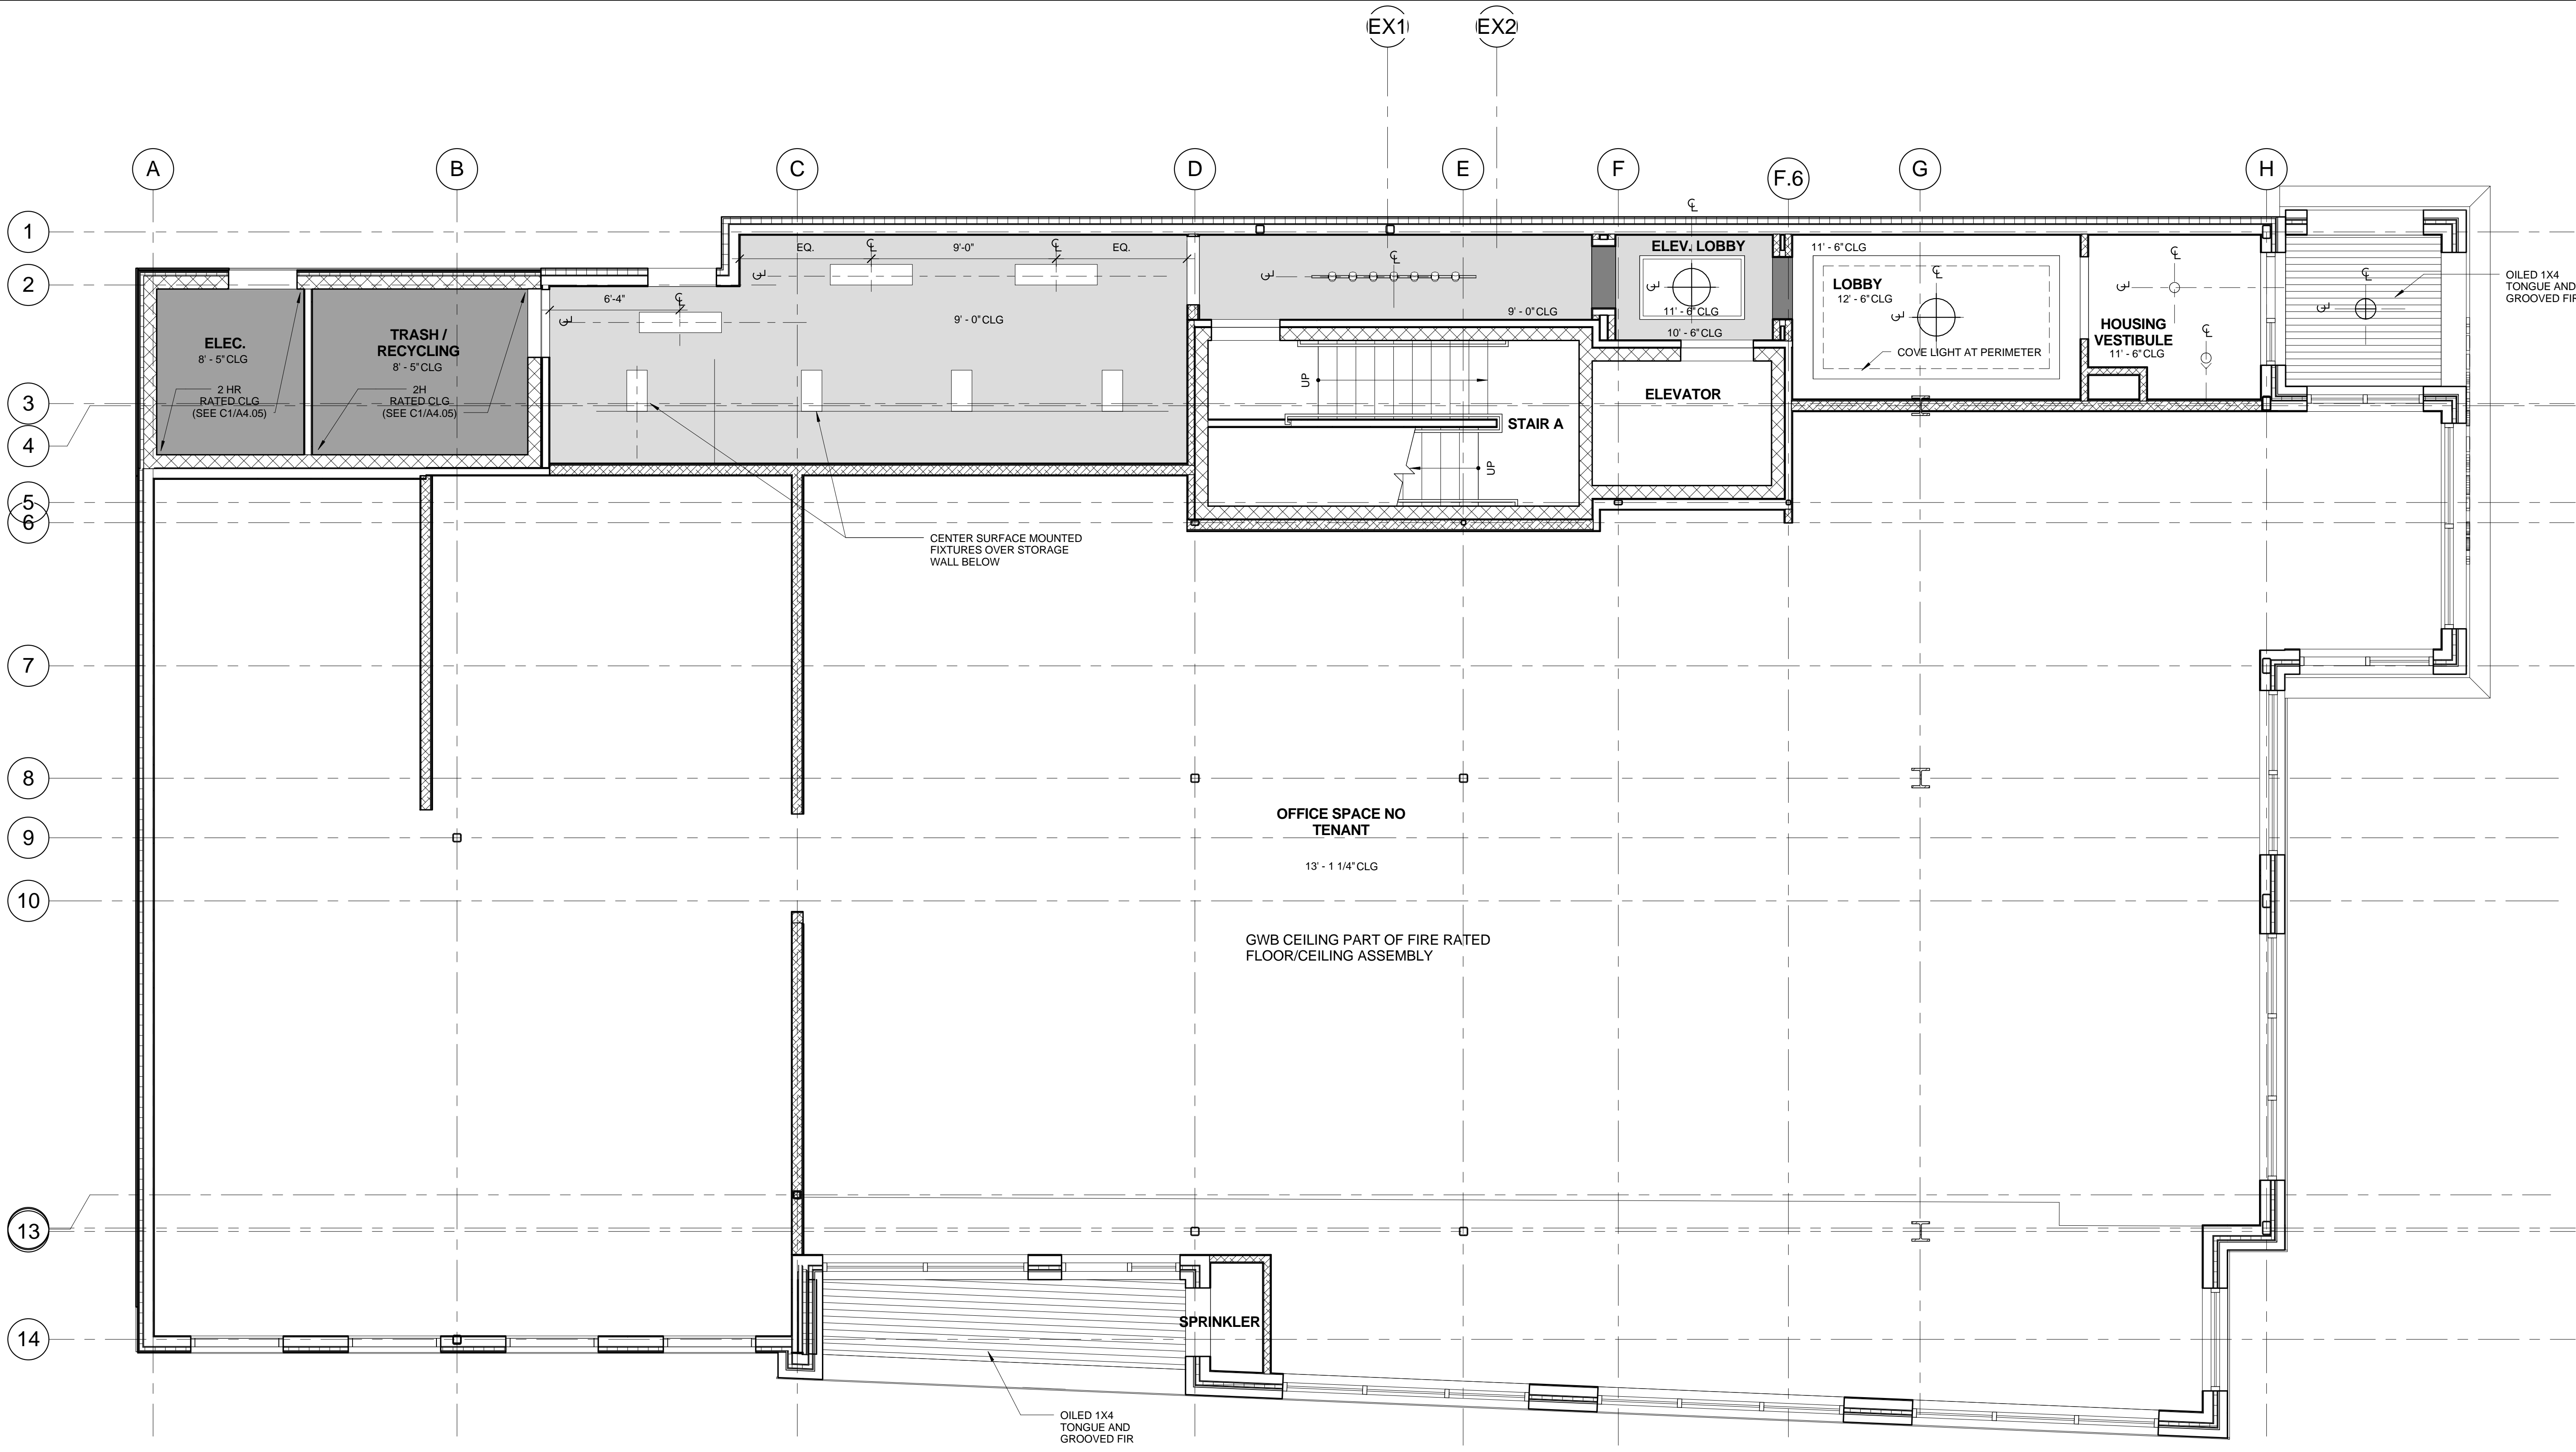 EX1
EX2
A
B
C
D
E
F
F.6
G
H
1
2
3
4
5
6
7
8
9
10
13
14
EQ.
9'-0"
EQ.
6'-4"
9' - 0" CLG
ELEC.
8' - 5" CLG
2 HR
RATED CLG
(SEE C1/A4.05)
TRASH /
RECYCLING
8' - 5" CLG
2H
RATED CLG
(SEE C1/A4.05)
9' - 0" CLG
ELEV. LOBBY
11' - 6" CLG
10' - 6" CLG
11' - 6" CLG
LOBBY
12' - 6" CLG
COVE LIGHT AT PERIMETER
HOUSING
VESTIBULE
11' - 6" CLG
OILED 1X4
TONGUE AND
GROOVED FIR
UP
UP
STAIR A
ELEVATOR
CENTER SURFACE MOUNTED
FIXTURES OVER STORAGE
WALL BELOW
OFFICE SPACE NO
TENANT
13' - 1 1/4" CLG
GWB CEILING PART OF FIRE RATED
FLOOR/CEILING ASSEMBLY
SPRINKLER
OILED 1X4
TONGUE AND
GROOVED FIR